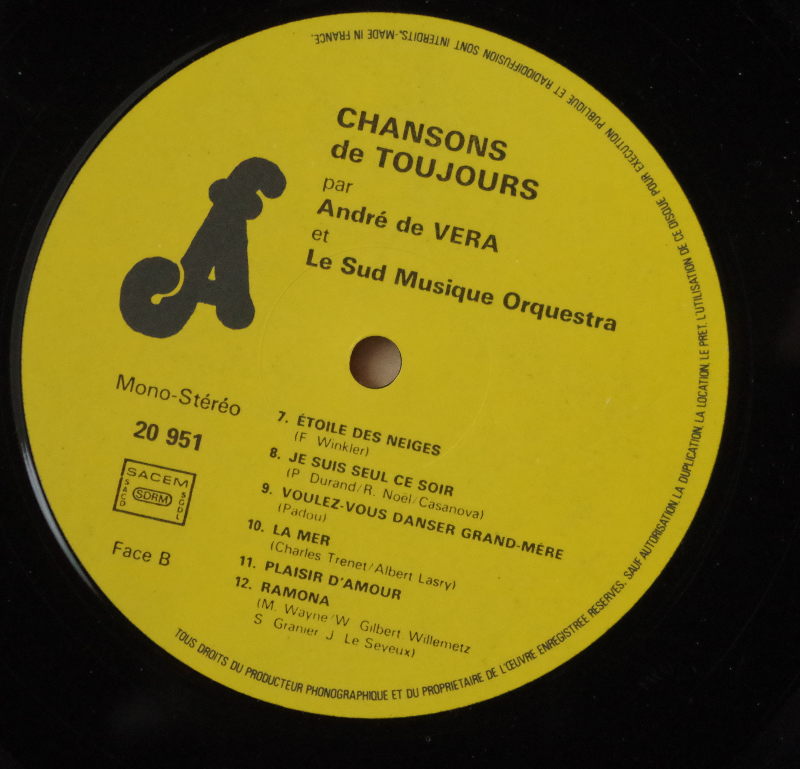 CHANSONS
de TOUJOURS
par
André de VERA
et
Le Sud Musique Orquestra
Mono-Stéréo
20 951
SACEM
SACD
SDRM
SGDL
Face B
7. ÉTOILE DES NEIGES
(F. Winkler)
8. JE SUIS SEUL CE SOIR
(P. Durand/R. Noël/Casanova)
9. VOULEZ-VOUS DANSER GRAND-MÈRE
(Padou)
10. LA MER
(Charles Trenet/Albert Lasry)
11. PLAISIR D'AMOUR
12. RAMONA
(M. Wayne/W. Gilbert Willemetz
S. Granier J. Le Seyeux)
TOUS DROITS DU PRODUCTEUR PHONOGRAPHIQUE ET DU PROPRIETAIRE DE L'ŒUVRE ENREGISTREE RESERVES. SAUF AUTORISATION, LA DUPLICATION, LA LOCATION, LE PRET, L'UTILISATION DE CE DISQUE POUR EXECUTION PUBLIQUE ET RADIODIFFUSION SONT INTERDITS.-MADE IN FRANCE.